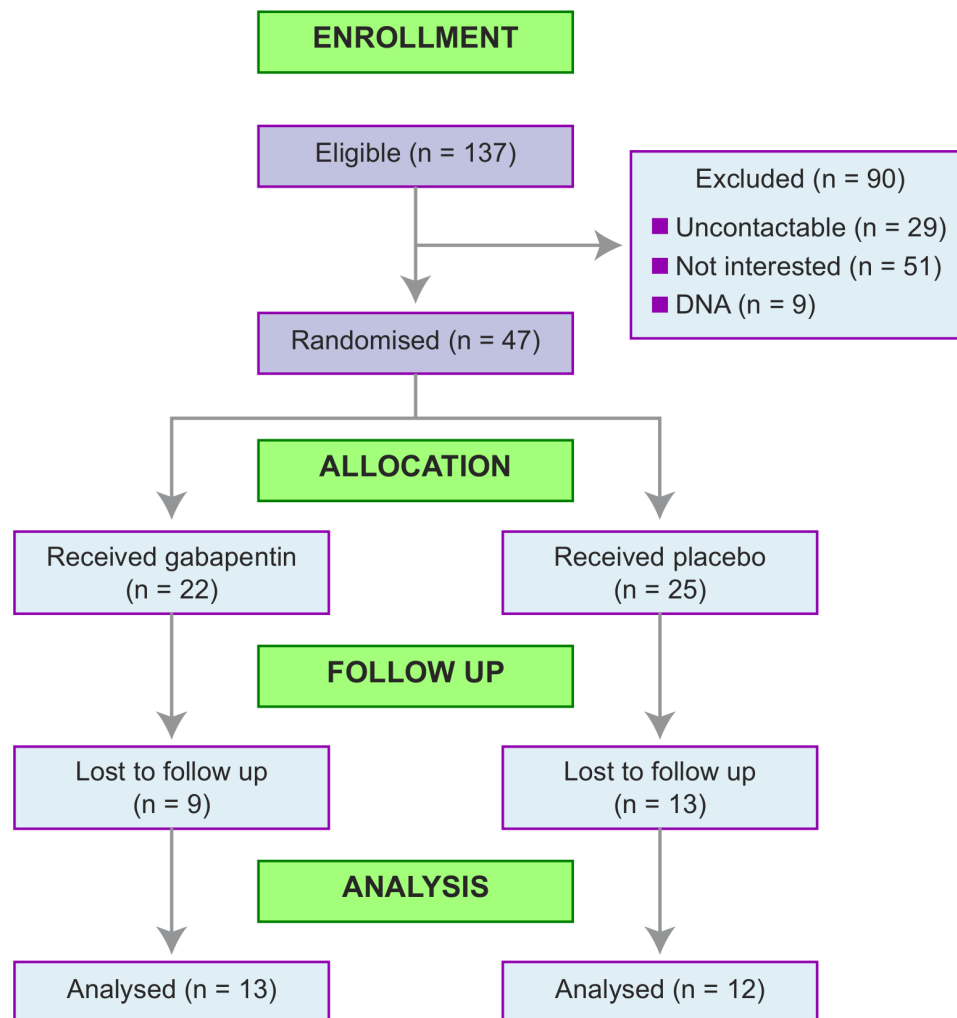 ENROLLMENT
Eligible (n = 137)
Excluded (n = 90)
Uncontactable (n = 29)
Not interested (n = 51)
DNA (n = 9)
Randomised (n = 47)
ALLOCATION
Received gabapentin
(n = 22)
Received placebo
(n = 25)
FOLLOW UP
Lost to follow up
(n = 9)
Lost to follow up
(n = 13)
ANALYSIS
Analysed (n = 13)
Analysed (n = 12)